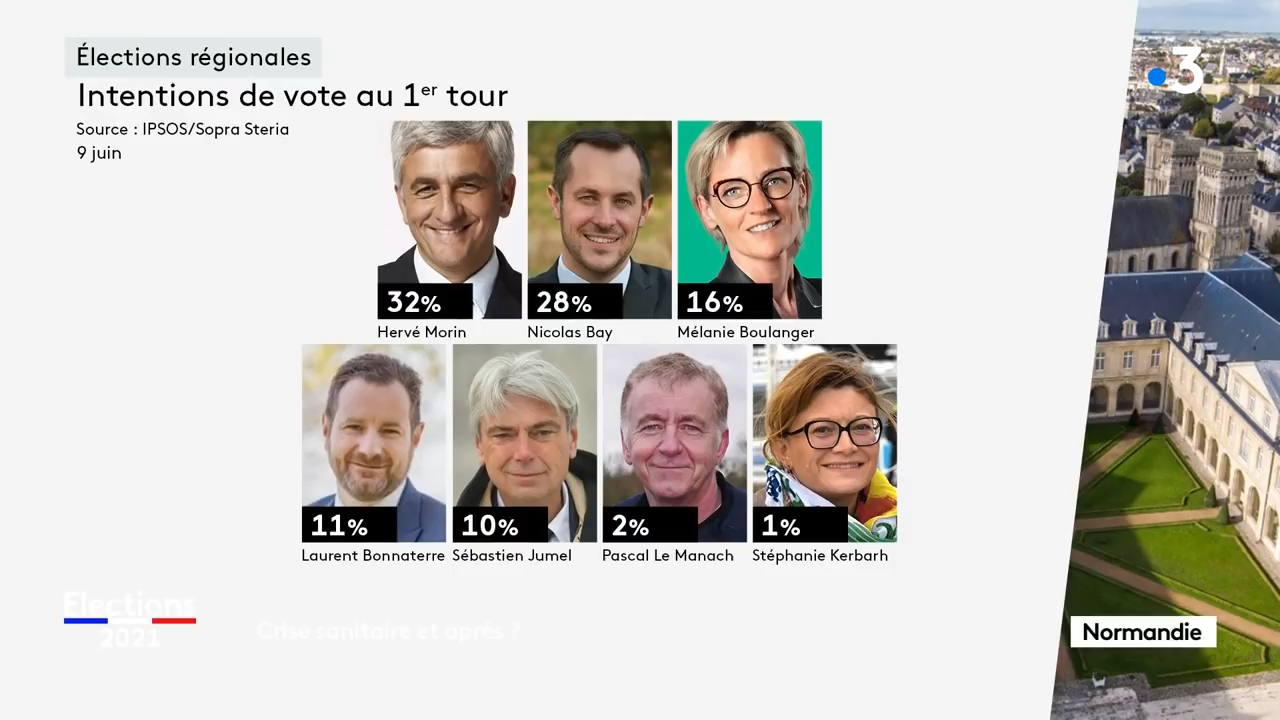 Élections régionales
Intentions de vote au 1er tour
Source : IPSOS/Sopra Steria
9 juin
3
32%
28%
16%
Hervé Morin
Nicolas Bay
Mélanie Boulanger
11%
10%
2%
1%
Laurent Bonnaterre
Sébastien Jumel
Pascal Le Manach
Stéphanie Kerbarh
Élections
2021
Crise sanitaire et après ?
Normandie